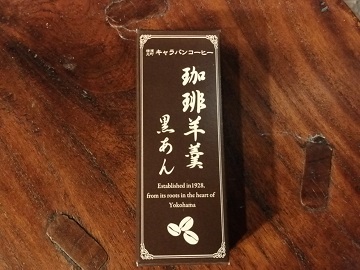 キャラバンコーヒー
珈琲羊羹
黒あん
Established in1928,
from its roots in the heart of
Yokohama